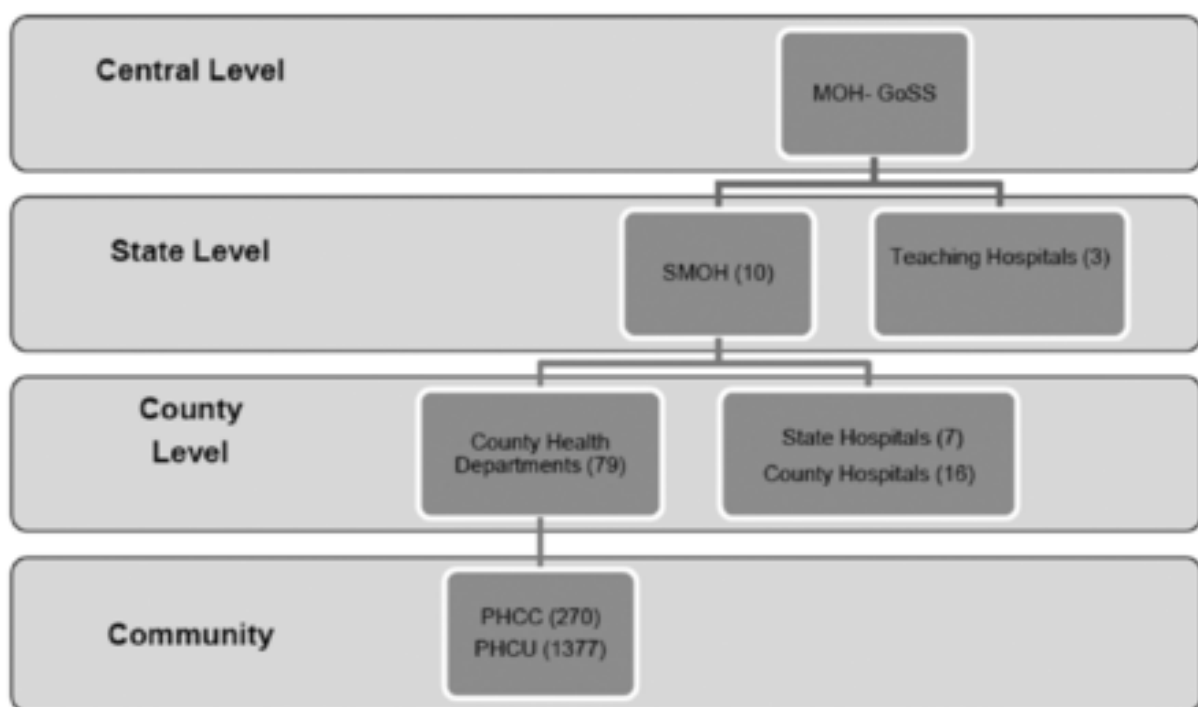 Central Level
MOH- GoSS
State Level
SMOH (10)
Teaching Hospitals (3)
County
Level
County Health
Departments (79)
State Hospitals (7)
County Hospitals (16)
Community
PHCC (270)
PHCU (1377)